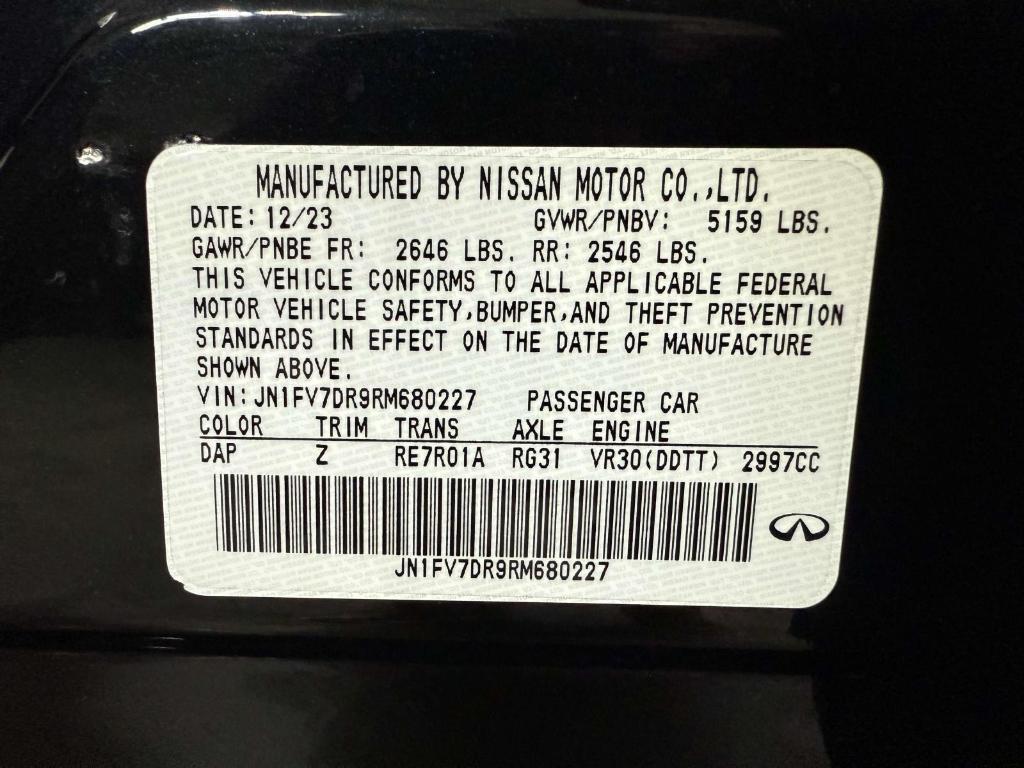 MANUFACTURED BY NISSAN MOTOR CO.,LTD.
DATE: 12/23 GVWR/PNBV: 5159 LBS.
GAWR/PNBE FR: 2646 LBS. RR: 2546 LBS.
THIS VEHICLE CONFORMS TO ALL APPLICABLE FEDERAL
MOTOR VEHICLE SAFETY,BUMPER,AND THEFT PREVENTION
STANDARDS IN EFFECT ON THE DATE OF MANUFACTURE
SHOWN ABOVE.
VIN: JN1FV7DR9RM680227 PASSENGER CAR
COLOR TRIM TRANS AXLE ENGINE
DAP Z RE7R01A RG31 VR30(DDTT) 2997CC
JN1FV7DR9RM680227